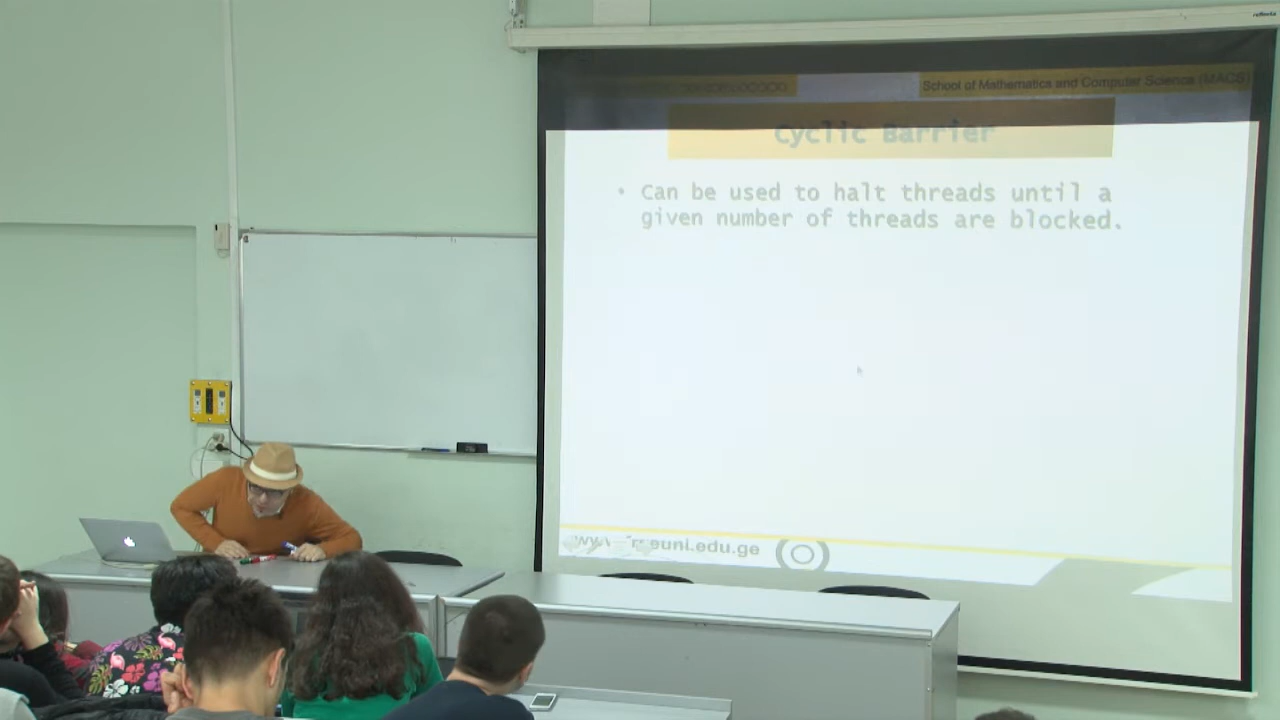 School of Mathematics and Computer Science (MACS)
Cyclic Barrier
• Can be used to halt threads until a
given number of threads are blocked.